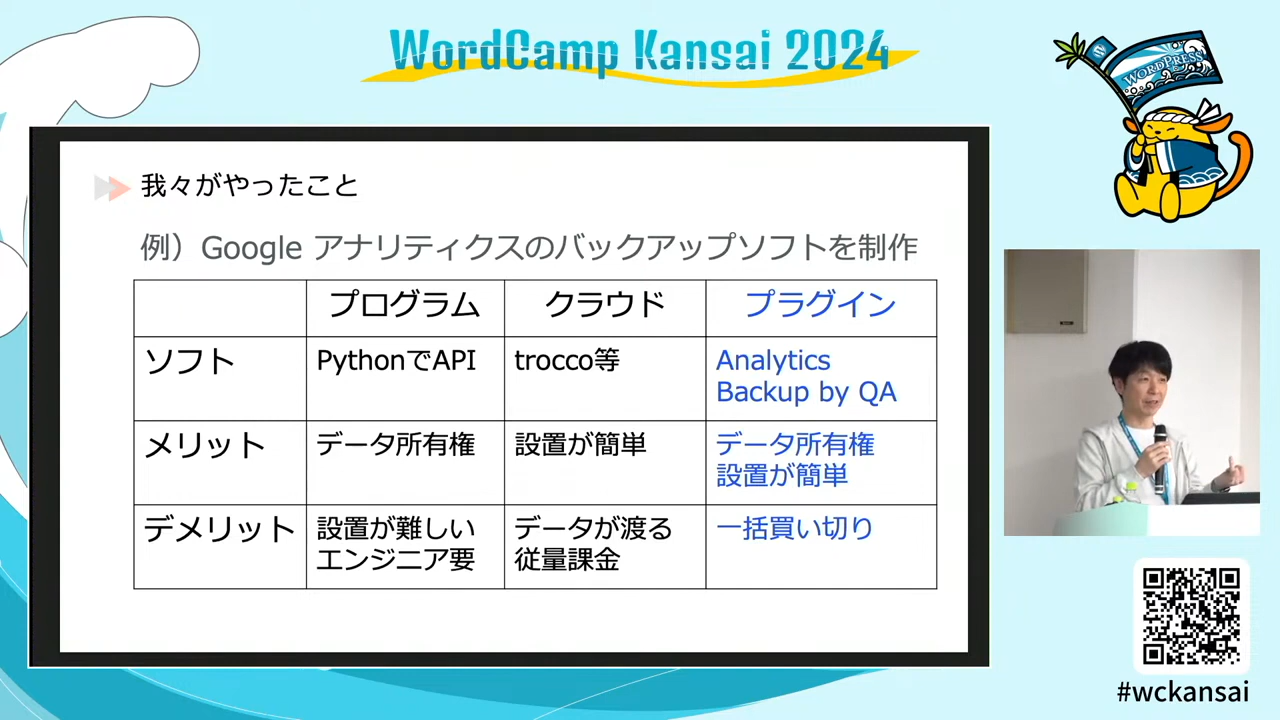 WordCamp Kansai 2024
WORDPRESS
我々がやったこと
例）Google アナリティクスのバックアップソフトを制作
プログラム クラウド プラグイン
ソフト PythonでAPI trocco等 Analytics
Backup by QA
メリット データ所有権 設置が簡単 データ所有権
設置が簡単
デメリット 設置が難しい データが渡る 一括買い切り
エンジニア要 従量課金
#wckansai